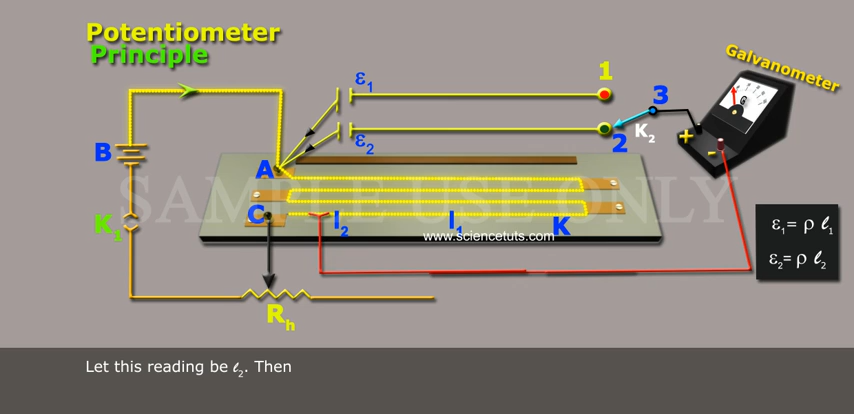 Potentiometer
Principle
Galvanometer
ε₁
1
3
G
ε₂
K₂
2
+
-
B
A
SAMPLE USE ONLY
K₁
C
l₂
l₁
K
www.sciencetuts.com
ε₁= ρ ℓ₁
ε₂= ρ ℓ₂
Rₕ
Let this reading be ℓ₂. Then